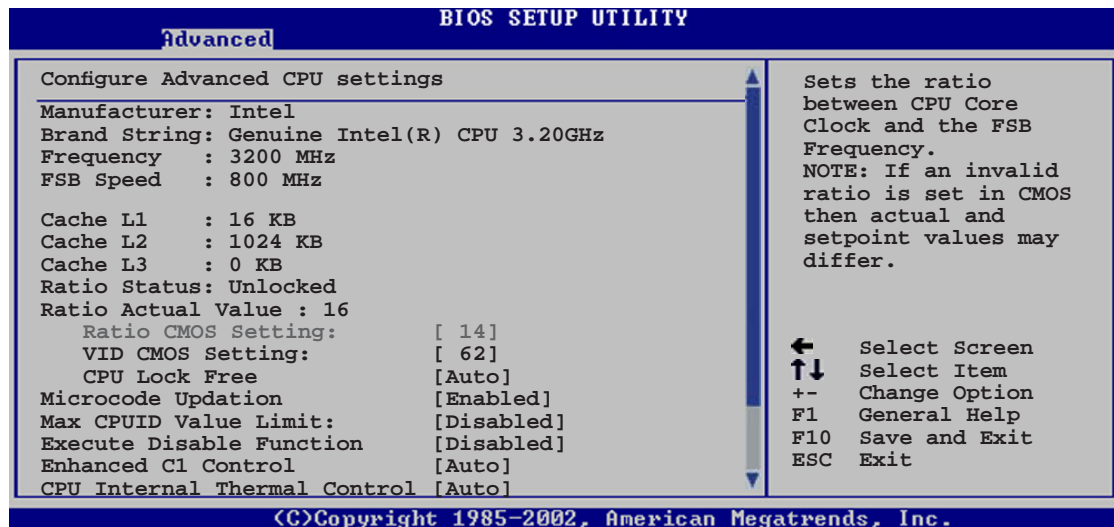 BIOS SETUP UTILITY
Advanced
Configure Advanced CPU settings
Manufacturer: Intel
Brand String: Genuine Intel(R) CPU 3.20GHz
Frequency : 3200 MHz
FSB Speed : 800 MHz
Cache L1 : 16 KB
Cache L2 : 1024 KB
Cache L3 : 0 KB
Ratio Status: Unlocked
Ratio Actual Value : 16
Ratio CMOS Setting: [ 14]
VID CMOS Setting: [ 62]
CPU Lock Free [Auto]
Microcode Updation [Enabled]
Max CPUID Value Limit: [Disabled]
Execute Disable Function [Disabled]
Enhanced C1 Control [Auto]
CPU Internal Thermal Control [Auto]
Sets the ratio
between CPU Core
Clock and the FSB
Frequency.
NOTE: If an invalid
ratio is set in CMOS
then actual and
setpoint values may
differ.
← Select Screen
↑↓ Select Item
+- Change Option
F1 General Help
F10 Save and Exit
ESC Exit
(C)Copyright 1985-2002, American Megatrends, Inc.